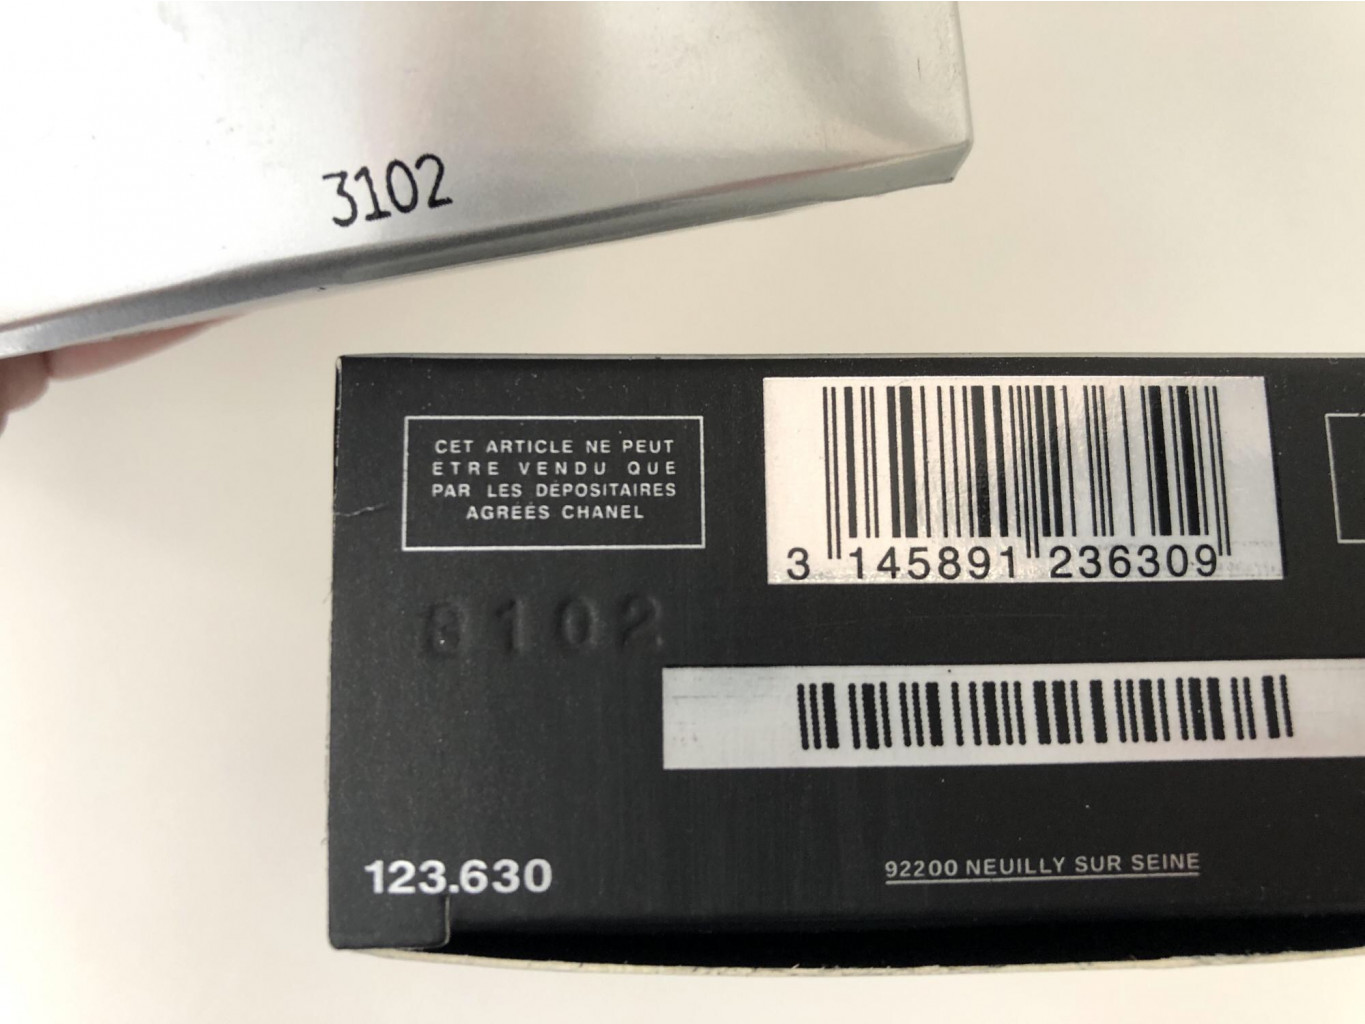 3102
CET ARTICLE NE PEUT
ETRE VENDU QUE
PAR LES DÉPOSITAIRES
AGRÉÉS CHANEL
3 145891 236309
3102
123.630
92200 NEUILLY SUR SEINE